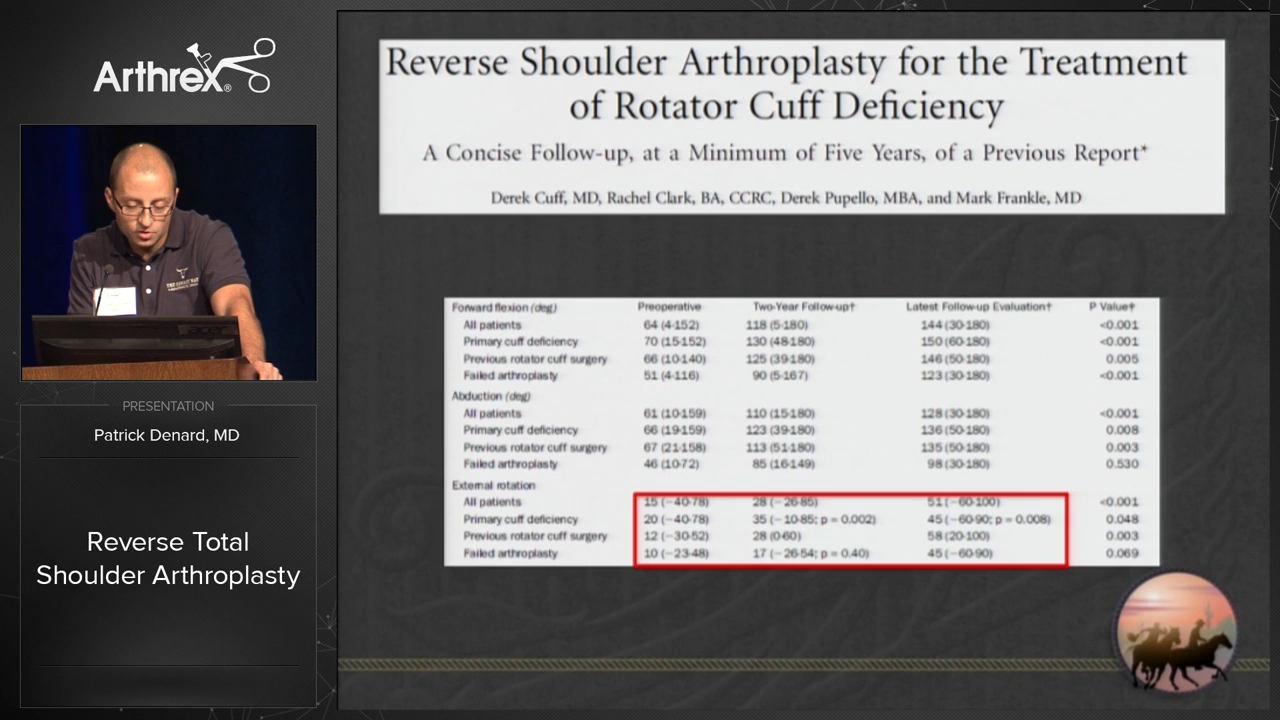 Arthrex®
PRESENTATION
Patrick Denard, MD
Reverse Total
Shoulder Arthroplasty
Reverse Shoulder Arthroplasty for the Treatment
of Rotator Cuff Deficiency
A Concise Follow-up, at a Minimum of Five Years, of a Previous Report*
Derek Cuff, MD, Rachel Clark, BA, CCRC, Derek Pupello, MBA, and Mark Frankle, MD
Forward flexion (deg) Preoperative Two-Year Follow-up† Latest Follow-up Evaluation† P Value†
All patients 64 (4-152) 118 (5-180) 144 (30-180) <0.001
Primary cuff deficiency 70 (15-152) 130 (48-180) 150 (60-180) <0.001
Previous rotator cuff surgery 66 (10-140) 125 (39-180) 146 (50-180) 0.005
Failed arthroplasty 51 (4-116) 90 (5-167) 123 (30-180) <0.001
Abduction (deg)
All patients 61 (10-159) 110 (15-180) 128 (30-180) <0.001
Primary cuff deficiency 66 (19-159) 123 (39-180) 136 (50-180) 0.008
Previous rotator cuff surgery 67 (21-158) 113 (51-180) 135 (50-180) 0.003
Failed arthroplasty 46 (10-72) 85 (16-149) 98 (30-180) 0.530
External rotation
All patients 15 (−40-78) 28 (−26-85) 51 (−60-100) <0.001
Primary cuff deficiency 20 (−40-78) 35 (−10-85; p = 0.002) 45 (−60-90; p = 0.008) 0.048
Previous rotator cuff surgery 12 (−30-52) 28 (0-60) 58 (20-100) 0.003
Failed arthroplasty 10 (−23-48) 17 (−26-54; p = 0.40) 45 (−60-90) 0.069